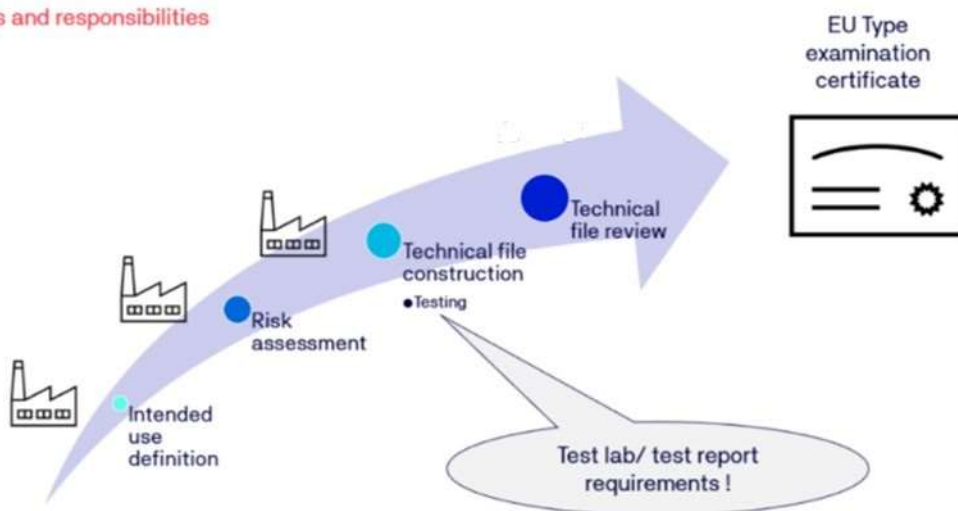 s and responsibilities
EU Type
examination
certificate
Technical
file review
Technical file
construction
Testing
Risk
assessment
Intended
use
definition
Test lab/ test report
requirements !